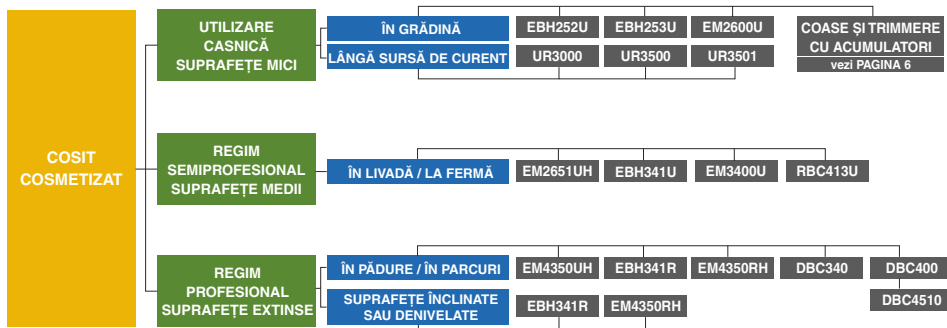 COSIT
COSMETIZAT
UTILIZARE
CASNICĂ
SUPRAFEȚE MICI
ÎN GRĂDINĂ
EBH252U
EBH253U
EM2600U
COASE ȘI TRIMMERE
CU ACUMULATORI
vezi PAGINA 6
LÂNGĂ SURSĂ DE CURENT
UR3000
UR3500
UR3501
REGIM
SEMIPROFESIONAL
SUPRAFEȚE MEDII
ÎN LIVADĂ / LA FERMĂ
EM2651UH
EBH341U
EM3400U
RBC413U
REGIM
PROFESIONAL
SUPRAFEȚE EXTINSE
ÎN PĂDURE / ÎN PARCURI
EM4350UH
EBH341R
EM4350RH
DBC340
DBC400
DBC4510
SUPRAFEȚE ÎNCLINATE
SAU DENIVELATE
EBH341R
EM4350RH